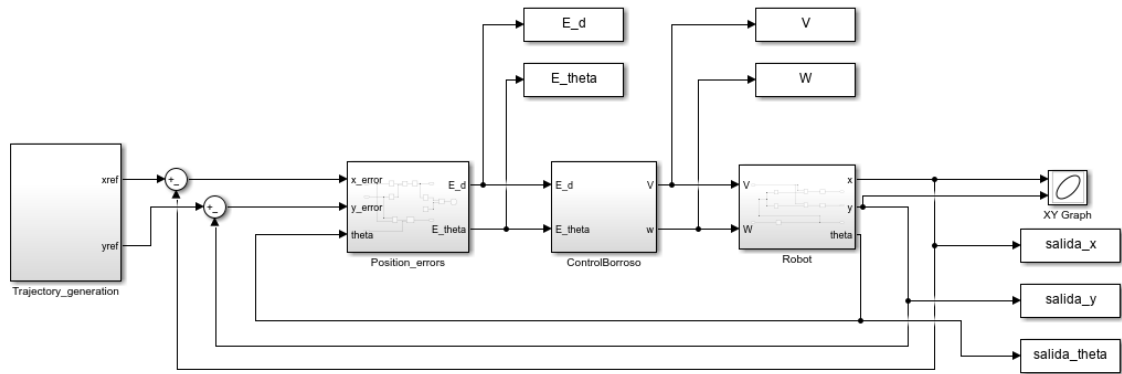 E_d
V
E_theta
W
xref
yref
Trajectory_generation
+
_
+
_
x_error
y_error
theta
E_d
E_theta
Position_errors
E_d
E_theta
V
w
ControlBorroso
V
W
x
y
theta
Robot
XY Graph
salida_x
salida_y
salida_theta